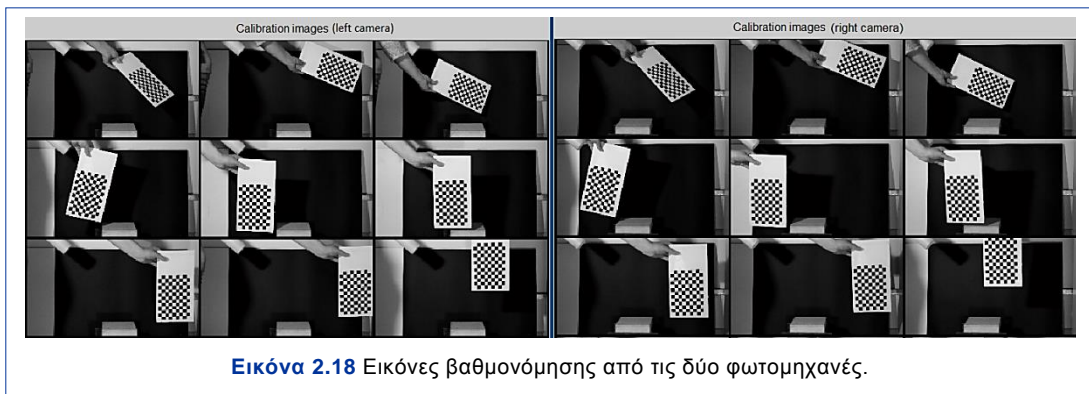 Calibration images (left camera)
Calibration images (right camera)
Εικόνα 2.18 Εικόνες βαθμονόμησης από τις δύο φωτομηχανές.